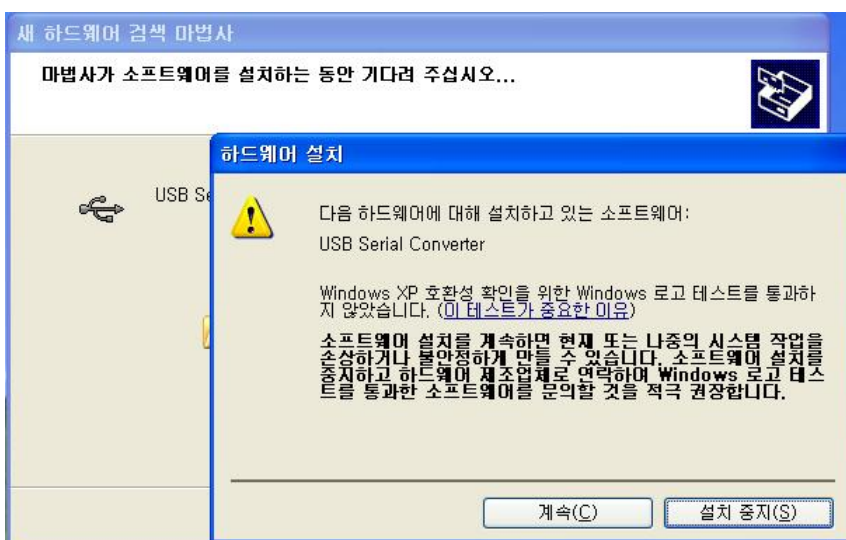 새 하드웨어 검색 마법사
마법사가 소프트웨어를 설치하는 동안 기다려 주십시오...
하드웨어 설치
USB Se
다음 하드웨어에 대해 설치하고 있는 소프트웨어:
USB Serial Converter
Windows XP 호환성 확인을 위한 Windows 로고 테스트를 통과하
지 않았습니다. (이 테스트가 중요한 이유)
소프트웨어 설치를 계속하면 현재 또는 나중의 시스템 작업을
손상하거나 불안정하게 만들 수 있습니다. 소프트웨어 설치를
중지하고 하드웨어 제조업체로 연락하여 Windows 로고 테스
트를 통과한 소프트웨어를 문의할 것을 적극 권장합니다.
계속(C) 설치 중지(S)